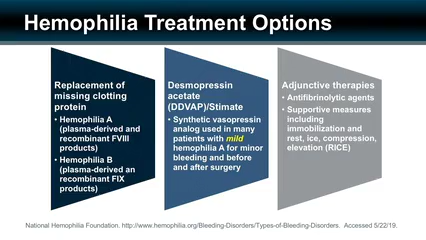 Hemophilia Treatment Options
Replacement of
missing clotting
protein
• Hemophilia A
(plasma-derived and
recombinant FVIII
products)
• Hemophilia B
(plasma-derived an
recombinant FIX
products)
Desmopressin
acetate
(DDVAP)/Stimate
• Synthetic vasopressin
analog used in many
patients with mild
hemophilia A for minor
bleeding and before
and after surgery
Adjunctive therapies
• Antifibrinolytic agents
• Supportive measures
including
immobilization and
rest, ice, compression,
elevation (RICE)
National Hemophilia Foundation. http://www.hemophilia.org/Bleeding-Disorders/Types-of-Bleeding-Disorders. Accessed 5/22/19.